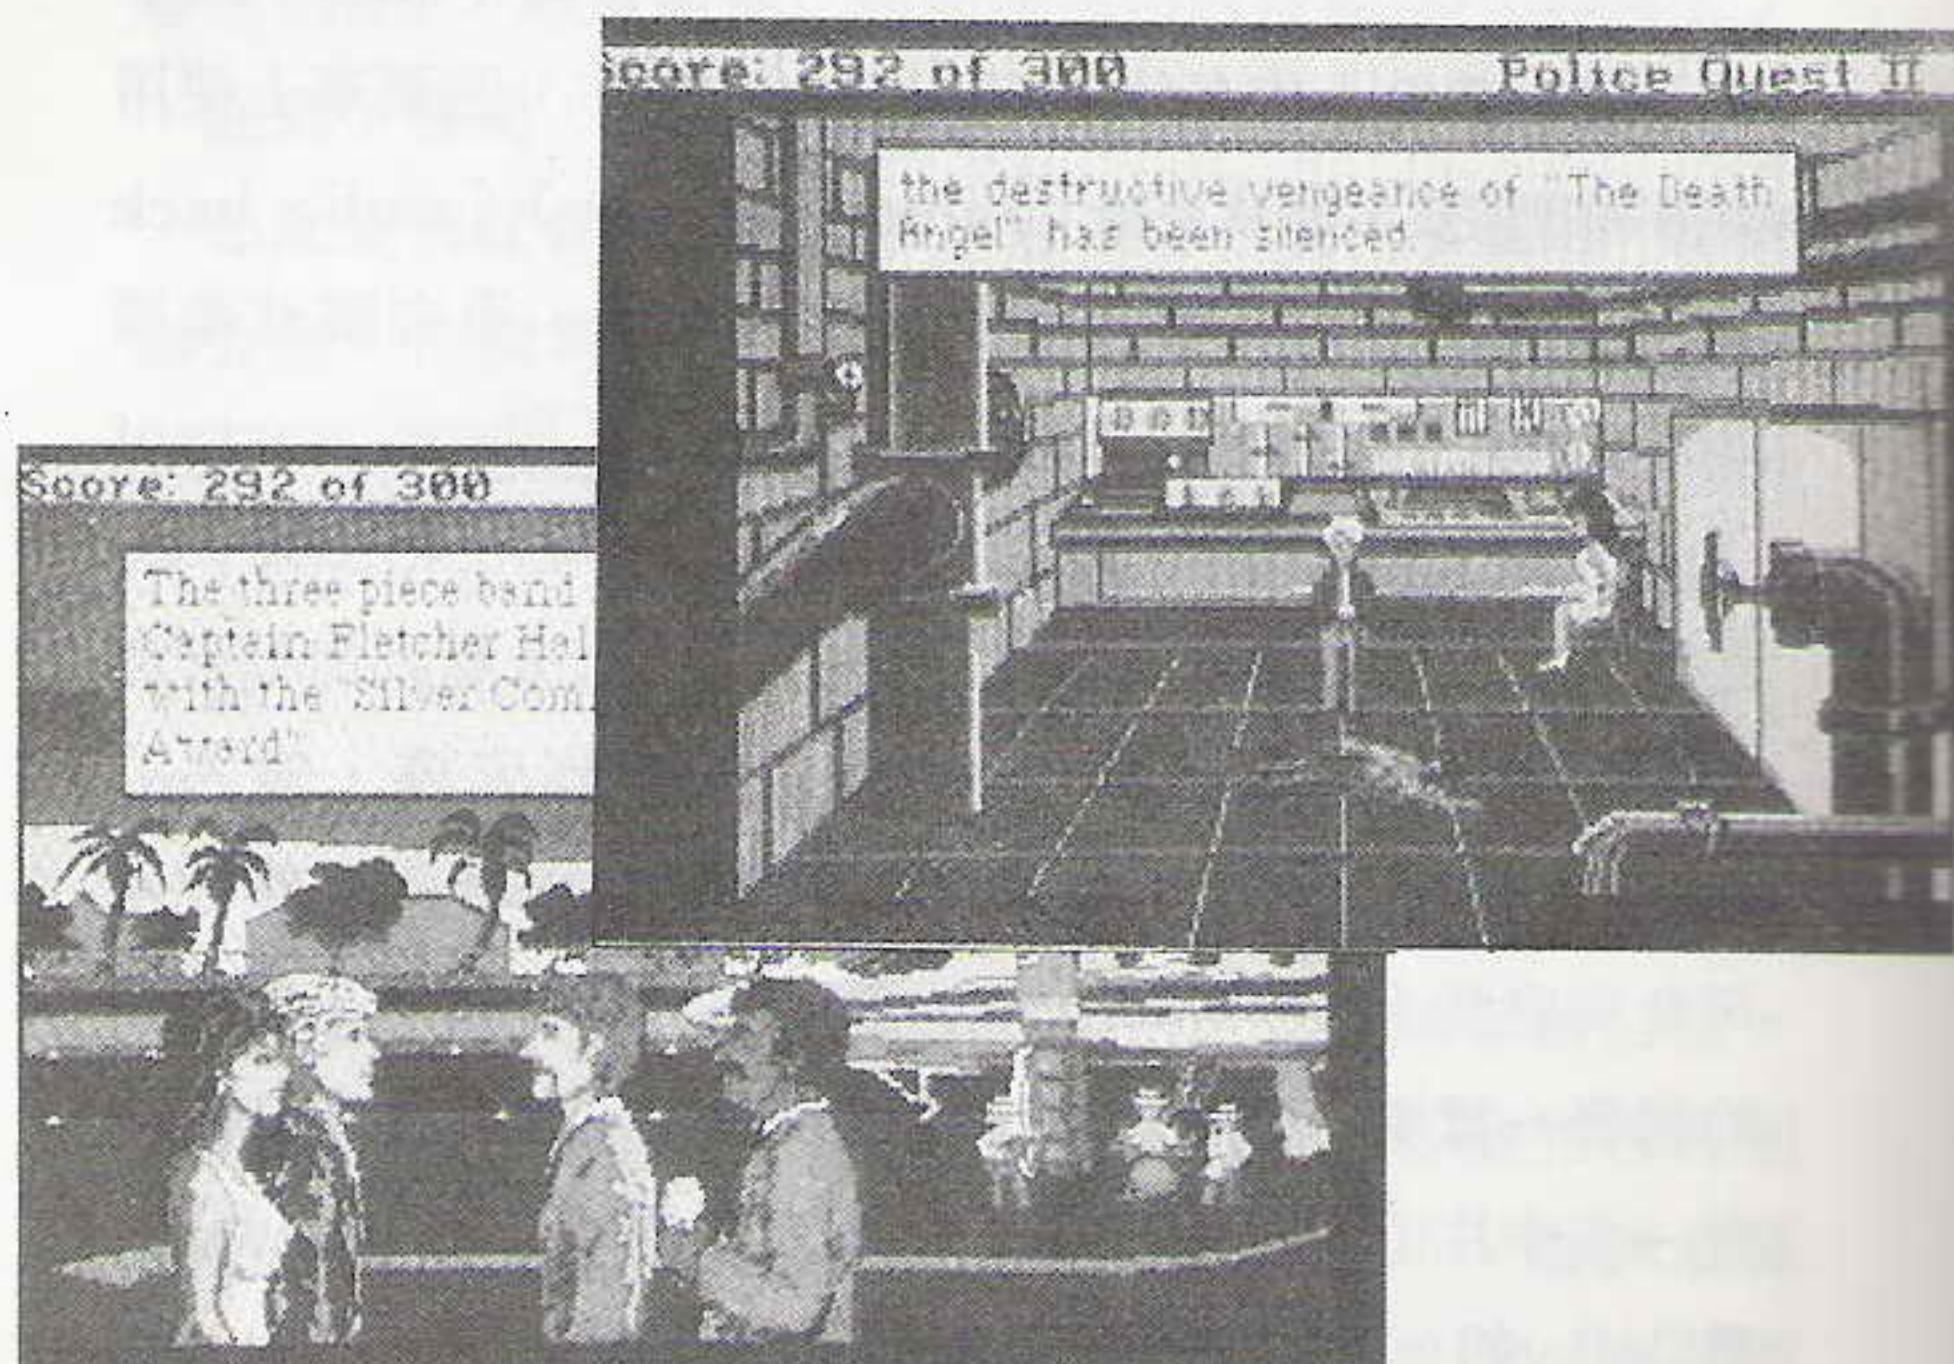 Score: 292 of 300 Police Quest II
the destructive vengeance of "The Death
Angel" has been silenced.
Score: 292 of 300
The three piece band
Captain Fletcher Hal
with the "Silver Com
Award"